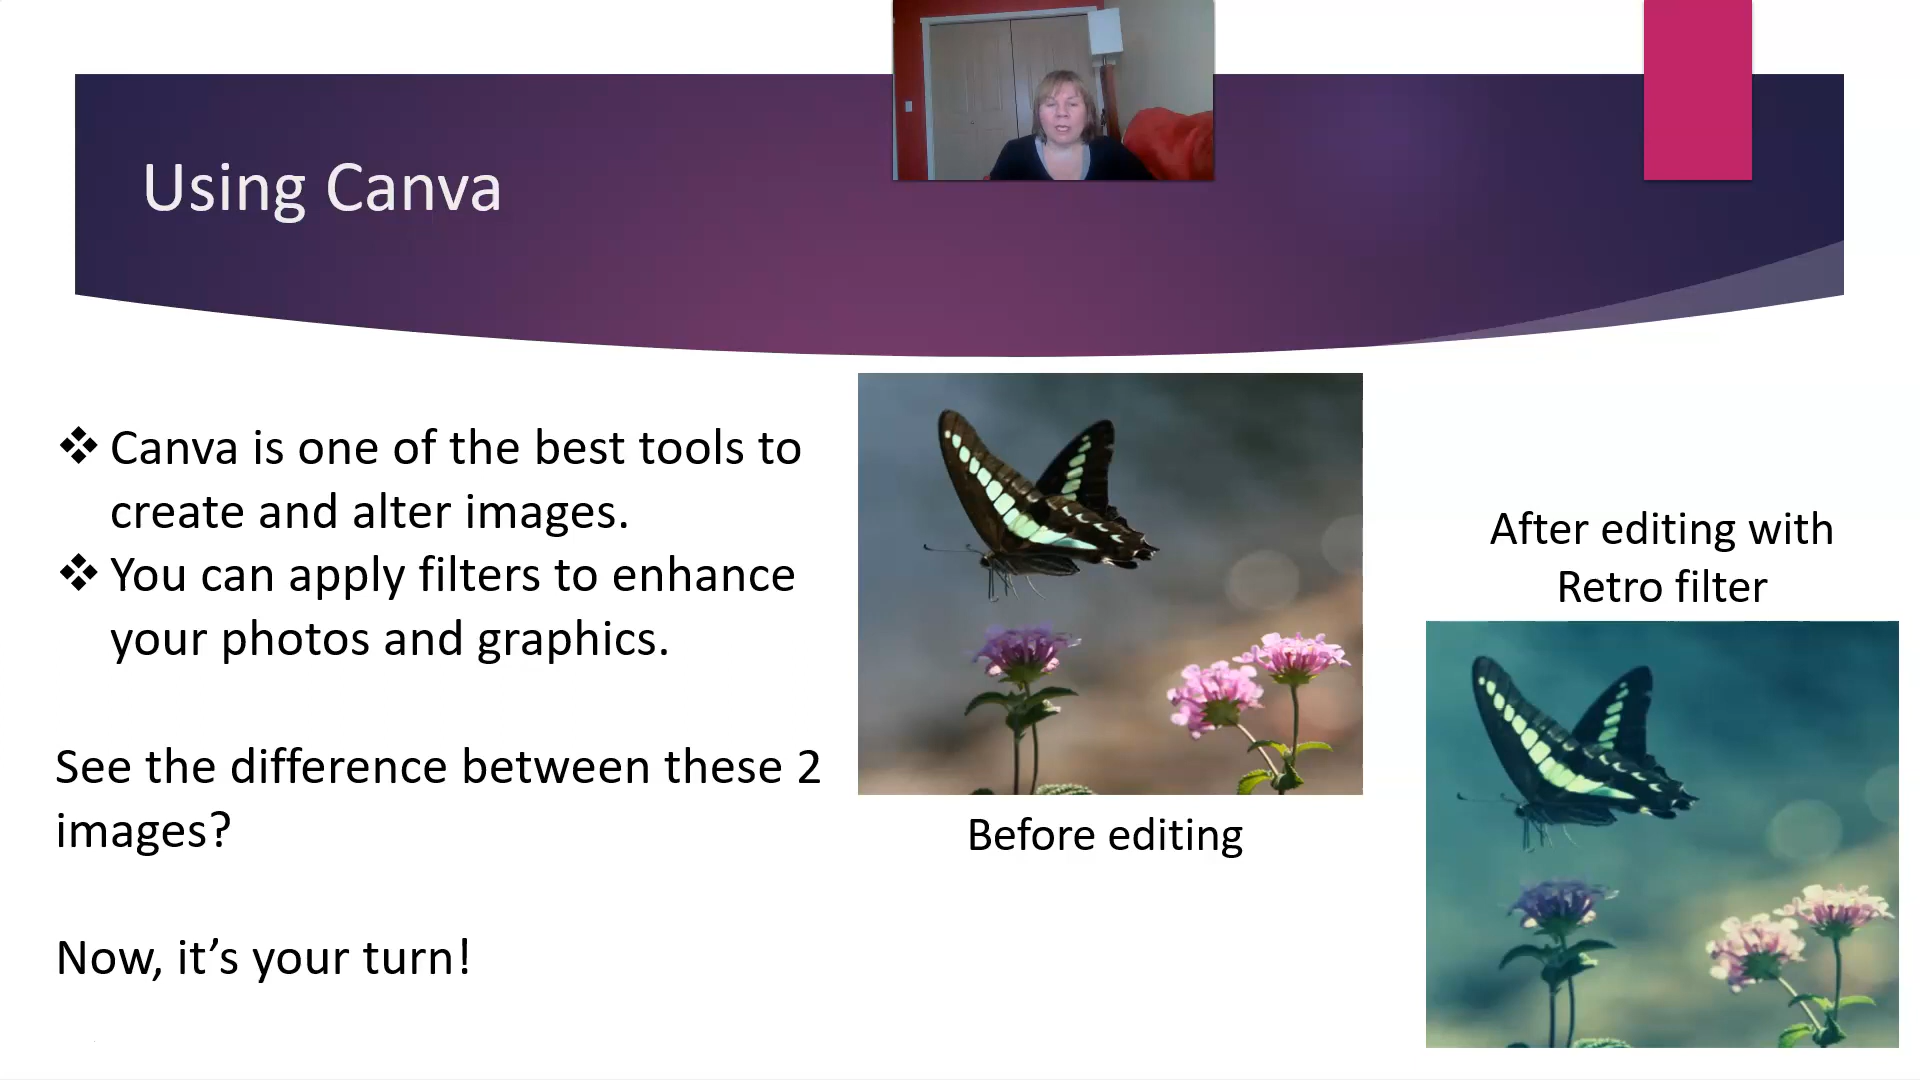 Using Canva
❖ Canva is one of the best tools to
create and alter images.
❖ You can apply filters to enhance
your photos and graphics.
See the difference between these 2
images?
Now, it’s your turn!
Before editing
After editing with
Retro filter